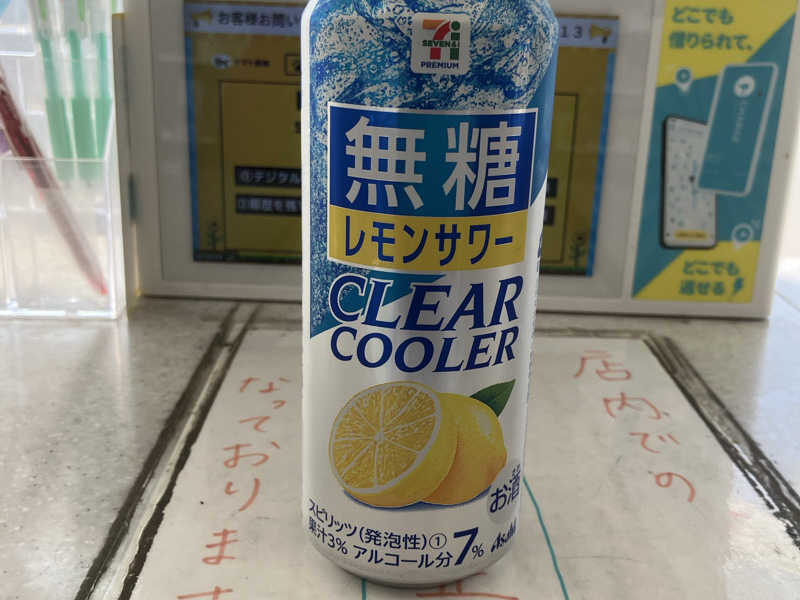 お客様お問い
13
どこでも
借りられて、
SEVEN&i
PREMIUM
無糖
レモンサワー
CLEAR
COOLER
お酒
スピリッツ(発泡性)①
果汁3% アルコール分7%
Asahi
どこでも
返せる
店内での
なっております